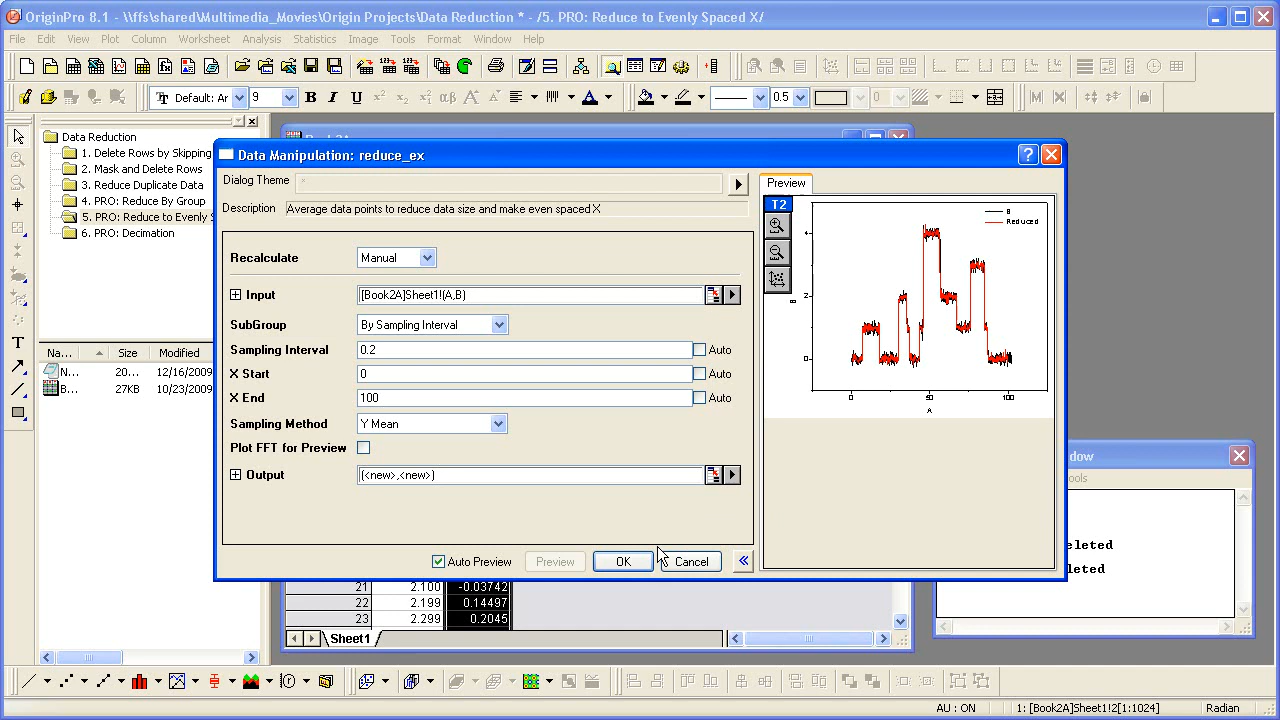 OriginPro 8.1 - \\ffs\shared\Multimedia_Movies\Origin Projects\Data Reduction * - /5. PRO: Reduce to Evenly Spaced X/
File Edit View Plot Column Worksheet Analysis Statistics Image Tools Format Window Help
Default: Ar 9 B I U 0.5 0
Data Reduction
1. Delete Rows by Skipping
2. Mask and Delete Rows
3. Reduce Duplicate Data
4. PRO: Reduce By Group
5. PRO: Reduce to Evenly S
6. PRO: Decimation
Na... Size Modified
N... 20... 12/16/2009
B... 27KB 10/23/2009
Data Manipulation: reduce_ex
Dialog Theme *
Description Average data points to reduce data size and make even spaced X
Recalculate Manual
Input [Book2A]Sheet1!(A,B)
SubGroup By Sampling Interval
Sampling Interval 0.2 Auto
X Start 0 Auto
X End 100 Auto
Sampling Method Y Mean
Plot FFT for Preview
Output (<new>,<new>)
Auto Preview Preview OK Cancel
Preview
T2
B
Reduced
4
2
0
B
0 50 100
A
21 2.100 -0.03742
22 2.199 0.14497
23 2.299 0.2045
Sheet1
dow
ools
eleted
eted
AU : ON 1: [Book2A]Sheet1!2[1:1024] Radian